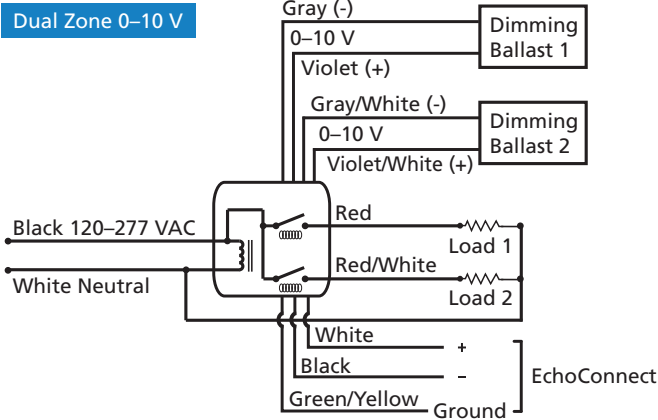 Dual Zone 0–10 V
Gray (-)
0–10 V
Violet (+)
Dimming
Ballast 1
Gray/White (-)
0–10 V
Violet/White (+)
Dimming
Ballast 2
Black 120–277 VAC
White Neutral
Red
Load 1
Red/White
Load 2
White
+
Black
–
Green/Yellow
Ground
EchoConnect